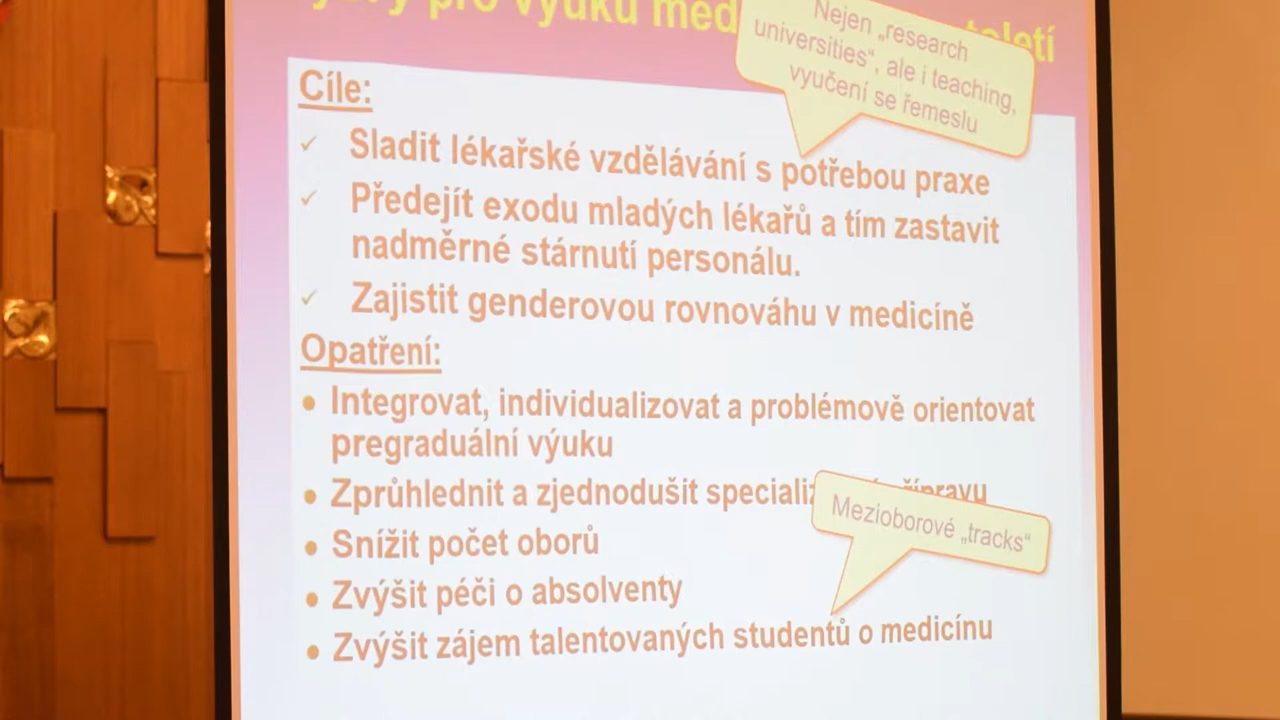 pro výuku
Nejen „research
universities“, ale i teaching,
vyučení se řemeslu
Cíle:
Sladit lékařské vzdělávání s potřebou praxe
Předejít exodu mladých lékařů a tím zastavit
nadměrné stárnutí personálu.
Zajistit genderovou rovnováhu v medicíně
Opatření:
Integrovat, individualizovat a problémově orientovat
pregraduální výuku
Zprůhlednit a zjednodušit
Mezioborové „tracks“
Snížit počet oborů
Zvýšit péči o absolventy
Zvýšit zájem talentovaných studentů o medicínu